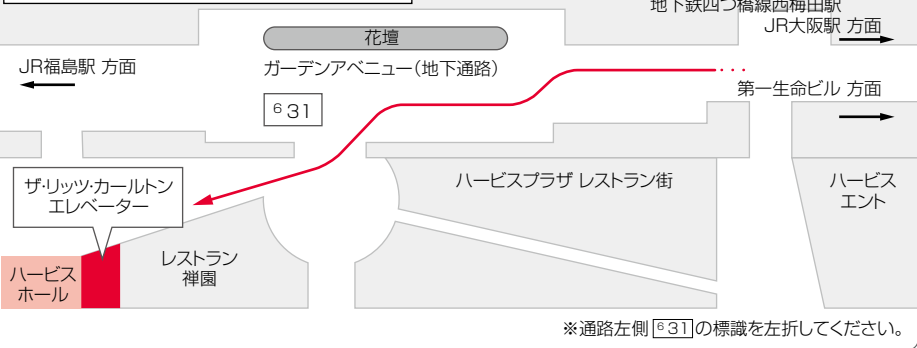 地下鉄四つ橋線西梅田駅
JR大阪駅 方面
花壇
JR福島駅 方面
ガーデンアベニュー(地下通路)
第一生命ビル 方面
6 31
ザ・リッツ・カールトン
エレベーター
ハービスプラザ レストラン街
ハービス
エント
レストラン
禅園
ハービス
ホール
※通路左側 6 31 の標識を左折してください。